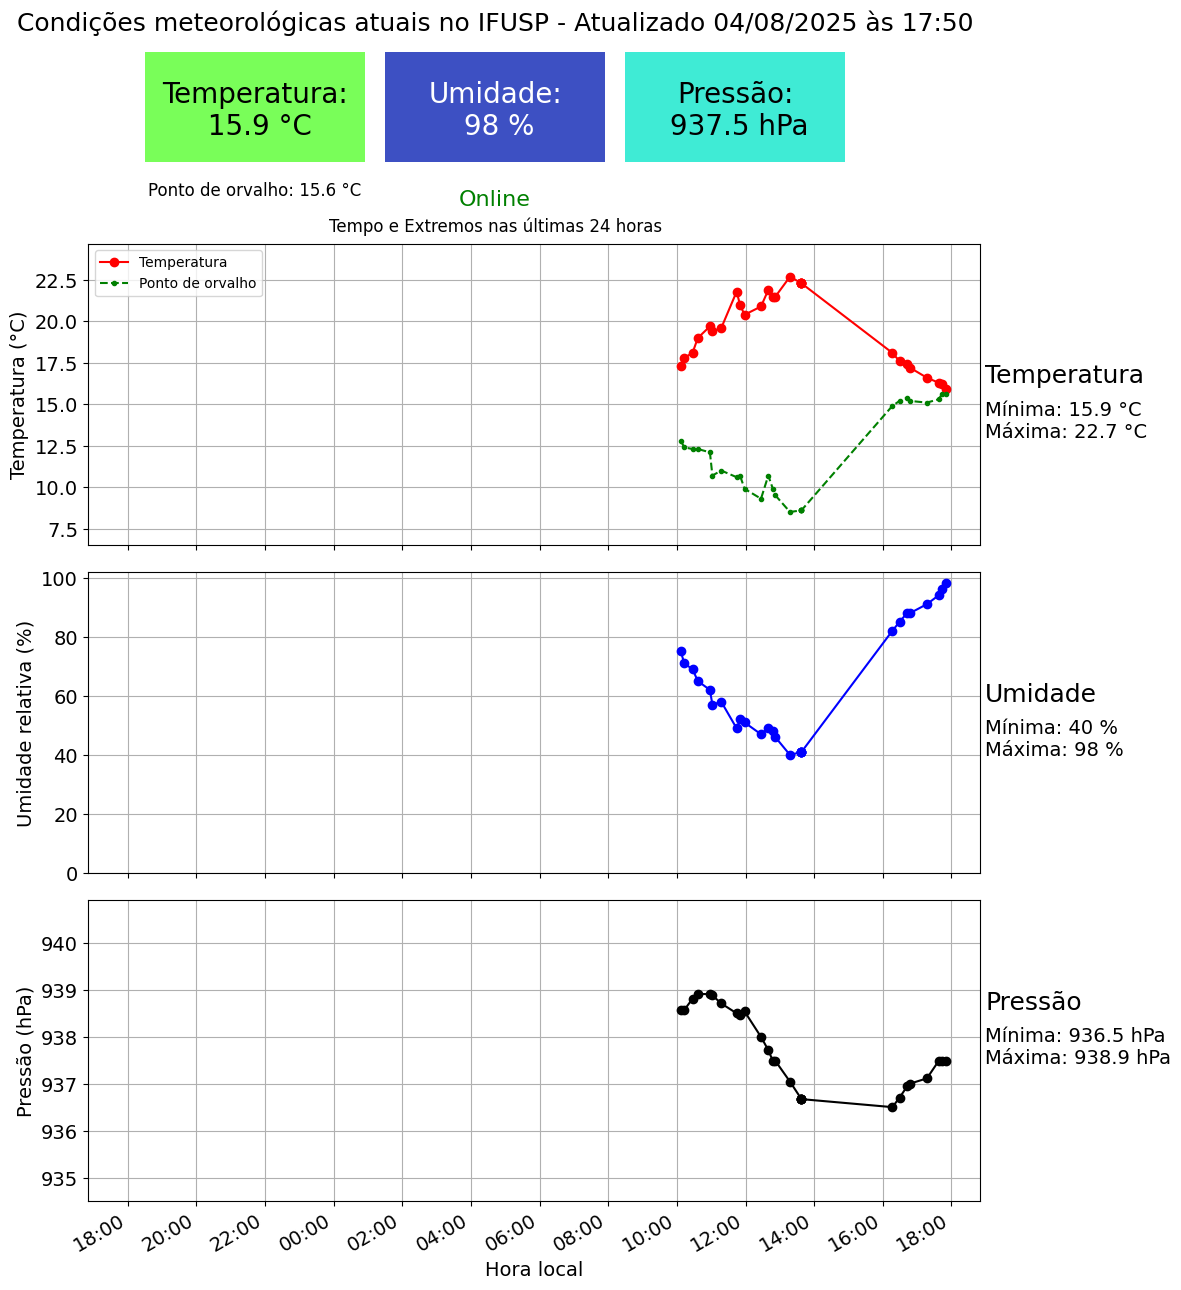 Condições meteorológicas atuais no IFUSP - Atualizado 04/08/2025 às 17:50
Temperatura:
15.9 °C
Umidade:
98 %
Pressão:
937.5 hPa
Ponto de orvalho: 15.6 °C
Online
Tempo e Extremos nas últimas 24 horas
Temperatura
Ponto de orvalho
Temperatura (°C)
22.5
20.0
17.5
15.0
12.5
10.0
7.5
Temperatura
Mínima: 15.9 °C
Máxima: 22.7 °C
Umidade relativa (%)
100
80
60
40
20
0
Umidade
Mínima: 40 %
Máxima: 98 %
Pressão (hPa)
940
939
938
937
936
935
Pressão
Mínima: 936.5 hPa
Máxima: 938.9 hPa
18:00 20:00 22:00 00:00 02:00 04:00 06:00 08:00 10:00 12:00 14:00 16:00 18:00
Hora local